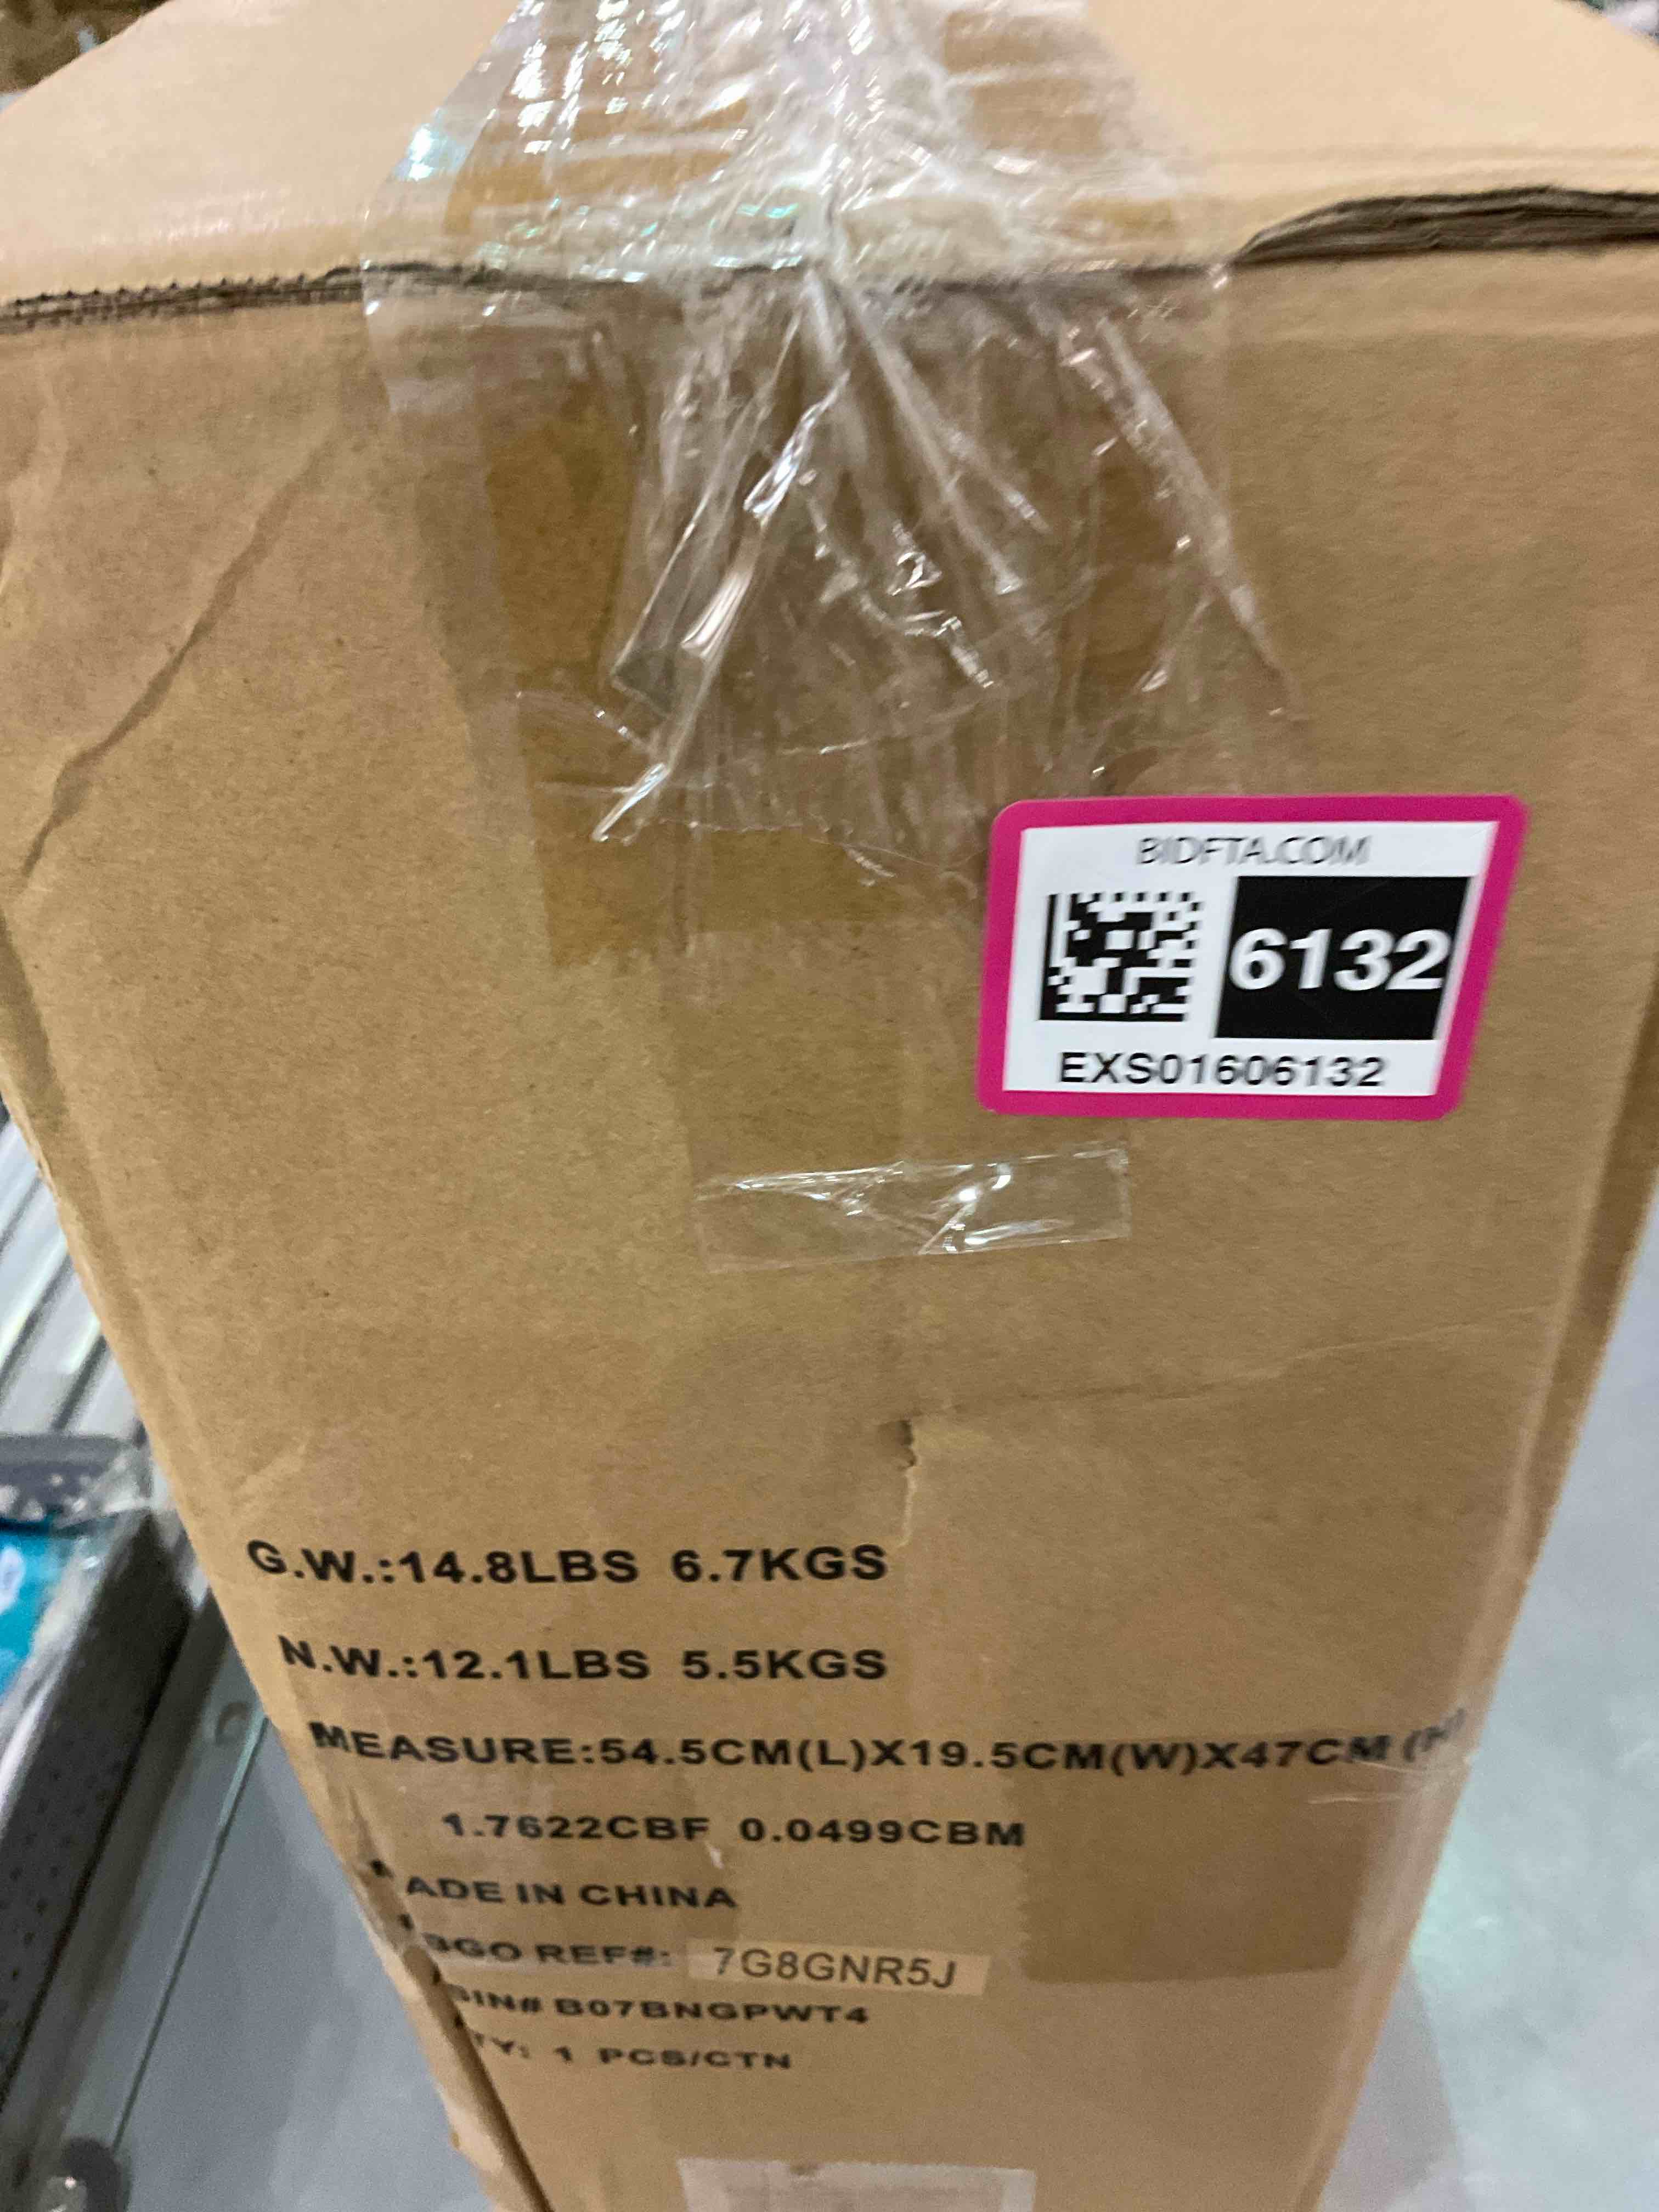 BIDFTA.COM
6132
EXS01606132
G.W.:14.8LBS 6.7KGS
N.W.:12.1LBS 5.5KGS
MEASURE:54.5CM(L)X19.5CM(W)X47CM (H)
1.7622CBF 0.0499CBM
MADE IN CHINA
REF#: 7G8GNR5J
B07BNGPWT4
1 PCS/CTN